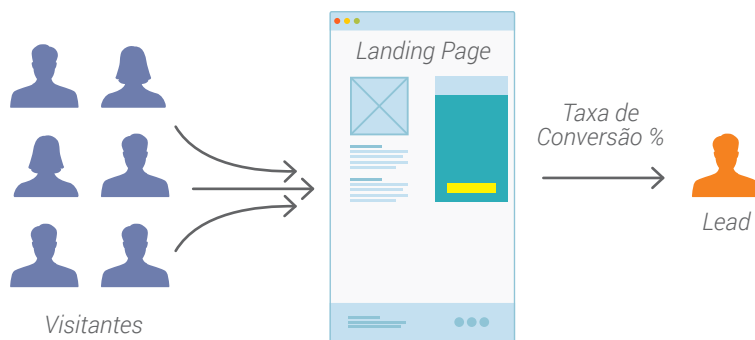 Landing Page
Taxa de
Conversão %
Lead
Visitantes